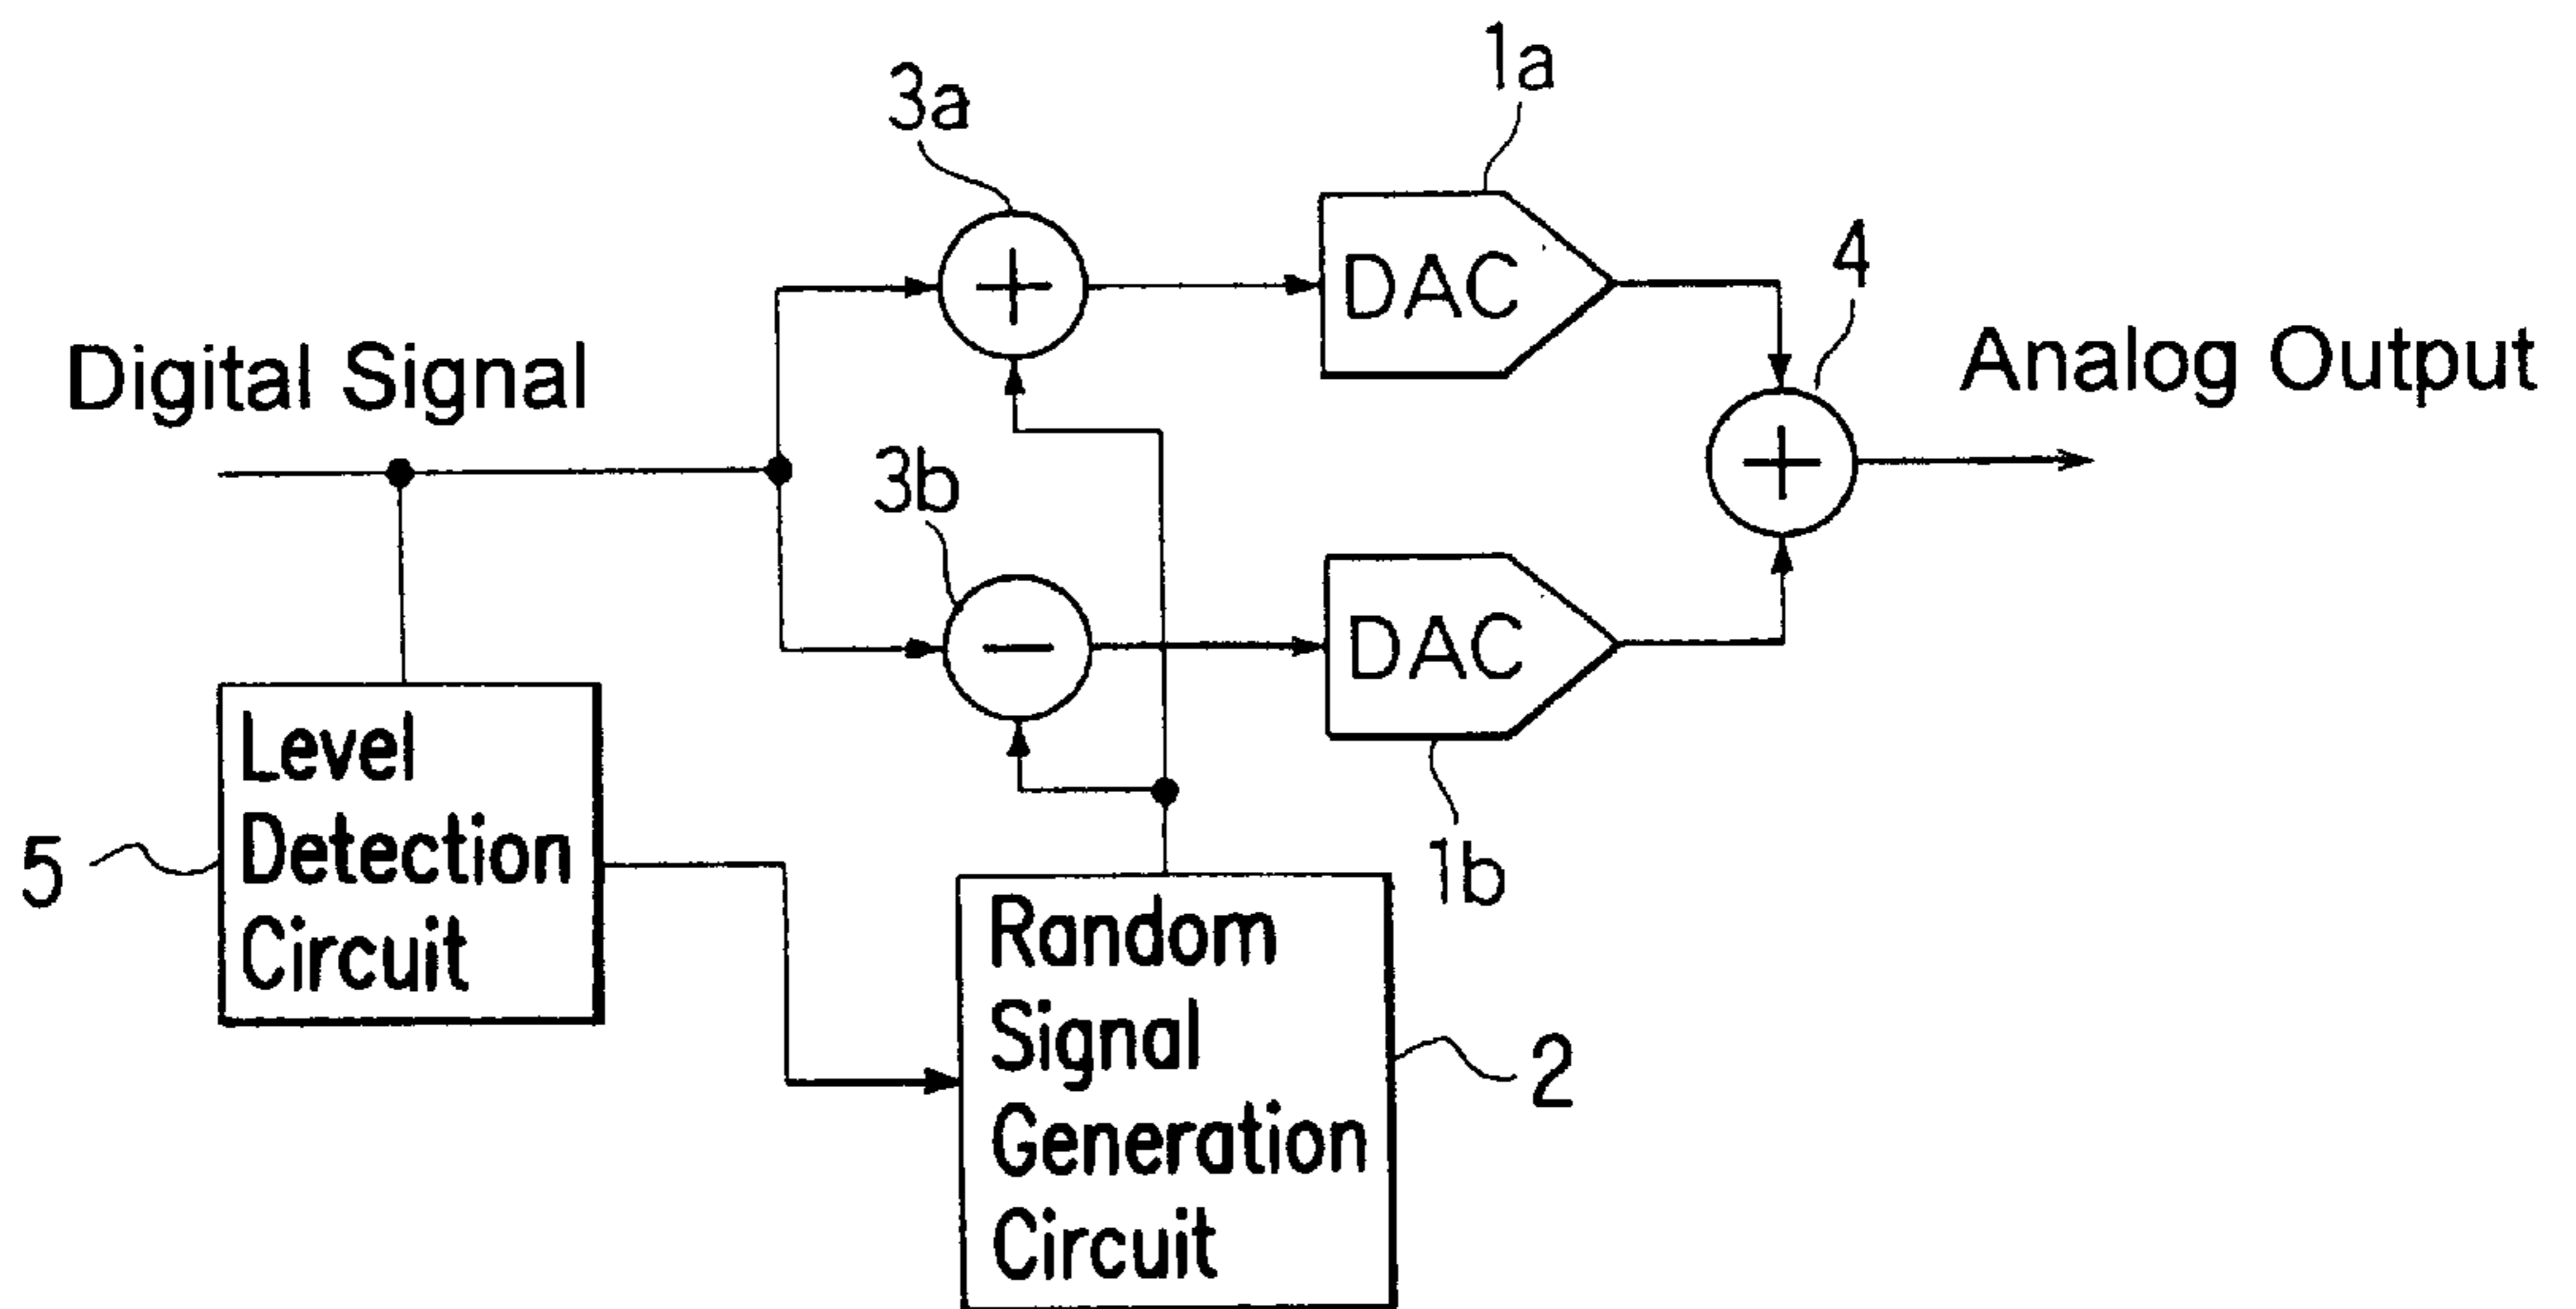 1a
3a
DAC
4
Digital Signal
Analog Output
3b
DAC
Level
Detection
Circuit
5
1b
Random
Signal
Generation
Circuit
2